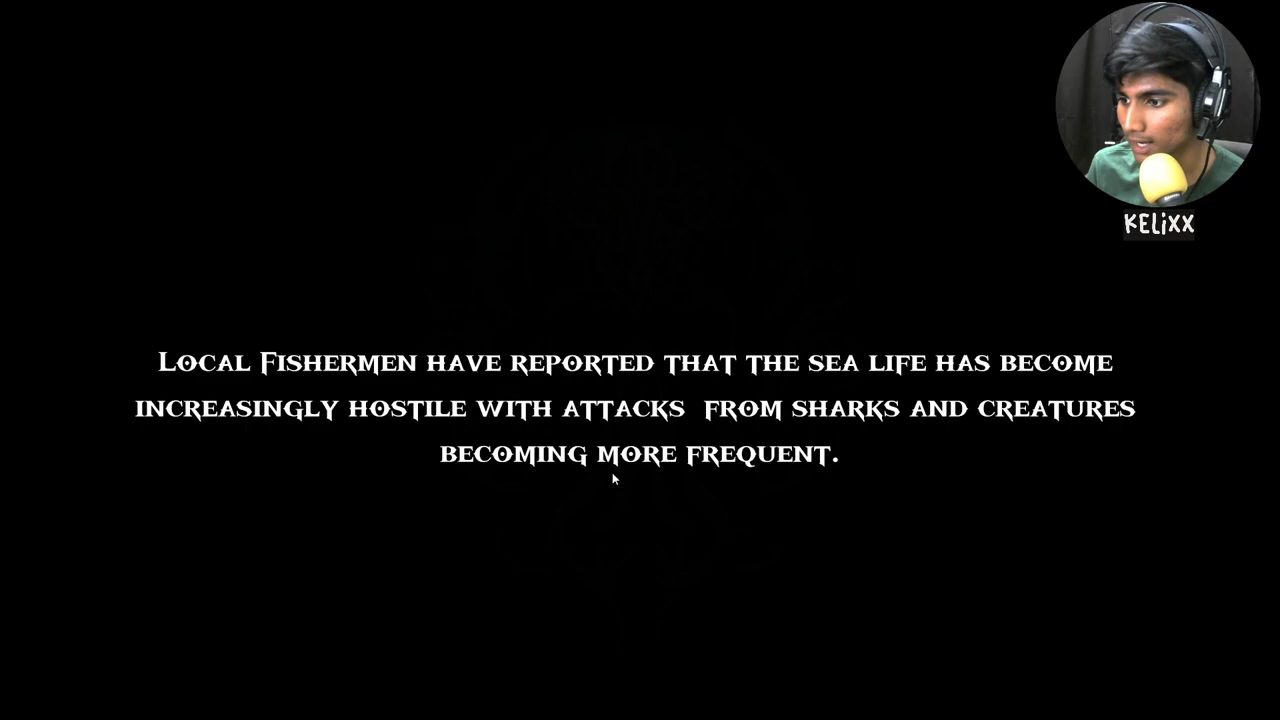 Local Fishermen have reported that the sea life has become
increasingly hostile with attacks  from sharks and creatures
becoming more frequent.
KELiXX